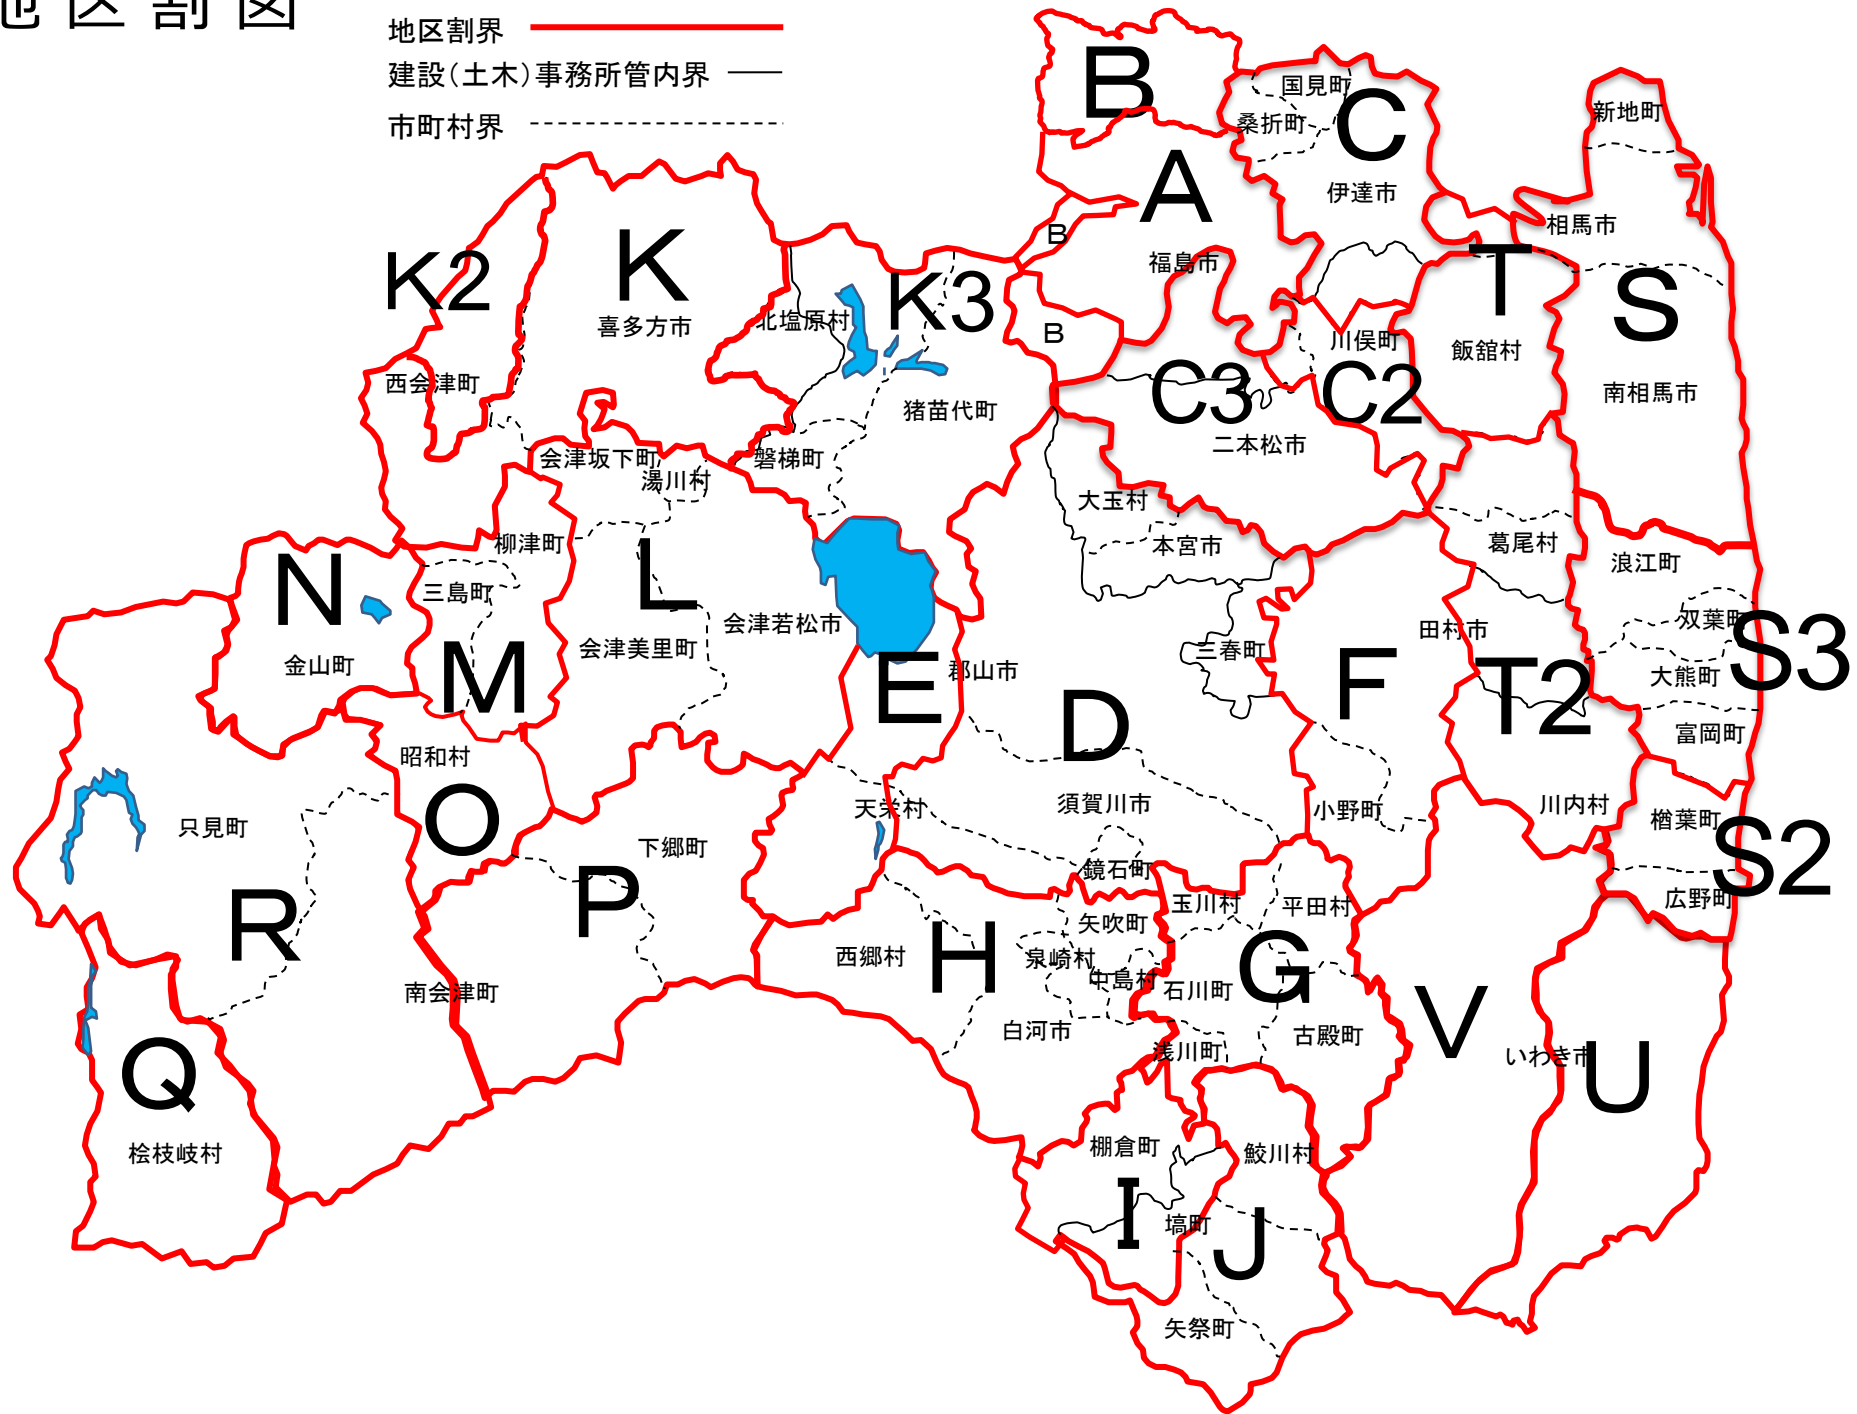 地区割図
地区割界
建設（土木）事務所管内界
市町村界
B
国見町
C
桑折町
新地町
A
伊達市
相馬市
B
福島市
K2
K
K3
T
S
喜多方市
北塩原村
B
川俣町
飯舘村
西会津町
C3
C2
南相馬市
猪苗代町
二本松市
会津坂下町
磐梯町
湯川村
大玉村
柳津町
本宮市
葛尾村
浪江町
N
L
三島町
双葉町
会津若松市
田村市
S3
会津美里町
三春町
金山町
M
E
郡山市
F
T2
大熊町
D
富岡町
昭和村
天栄村
須賀川市
小野町
川内村
楢葉町
O
只見町
下郷町
S2
鏡石町
P
R
玉川村
平田村
広野町
矢吹町
H
西郷村
泉崎村
G
中島村
南会津町
石川町
V
白河市
古殿町
浅川町
いわき市
U
Q
棚倉町
鮫川村
桧枝岐村
I
塙町
J
矢祭町